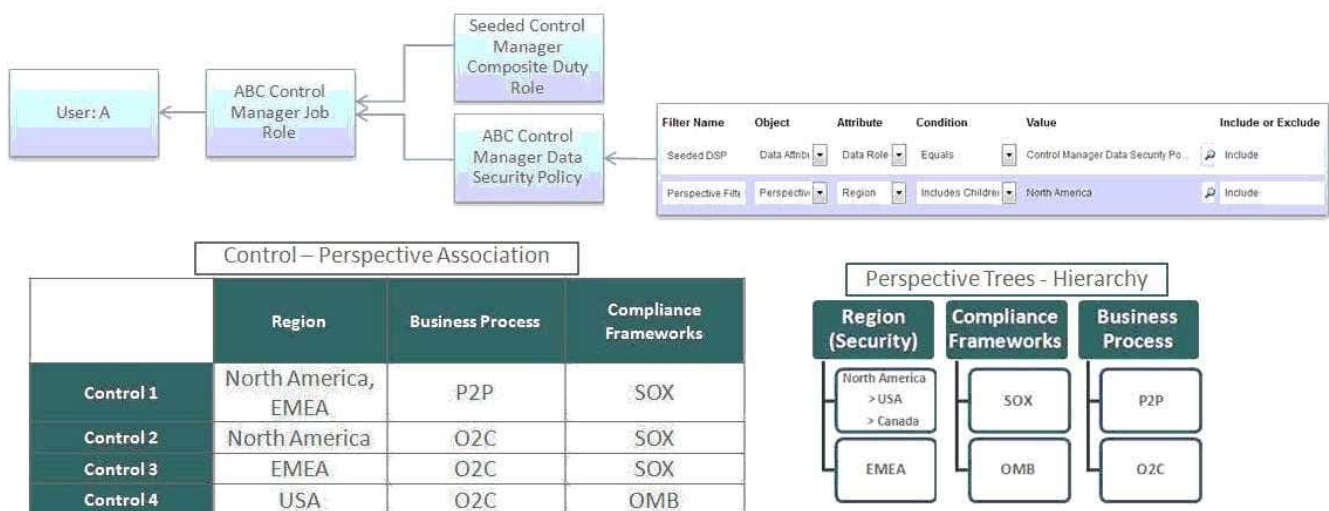 Seeded Control
Manager
Composite Duty
Role
User: A
ABC Control
Manager Job
Role
ABC Control
Manager Data
Security Policy
Filter Name Object Attribute Condition Value Include or Exclude
Seeded DSP Data Attrib Data Role Equals Control Manager Data Security Po... Include
Perspective Filte Perspectiv Region Includes Childre North America Include
Control – Perspective Association
Region Business Process Compliance
Frameworks
Control 1 North America,
EMEA P2P SOX
Control 2 North America O2C SOX
Control 3 EMEA O2C SOX
Control 4 USA O2C OMB
Perspective Trees - Hierarchy
Region
(Security)
Compliance
Frameworks
Business
Process
North America
> USA
> Canada
SOX
P2P
EMEA
OMB
O2C